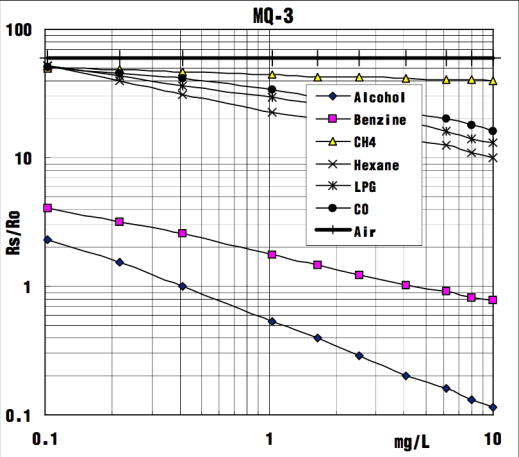 MQ-3
100
10
1
0.1
Rs/Ro
Alcohol
Benzine
CH4
Hexane
LPG
CO
Air
0.1
1
mg/L
10